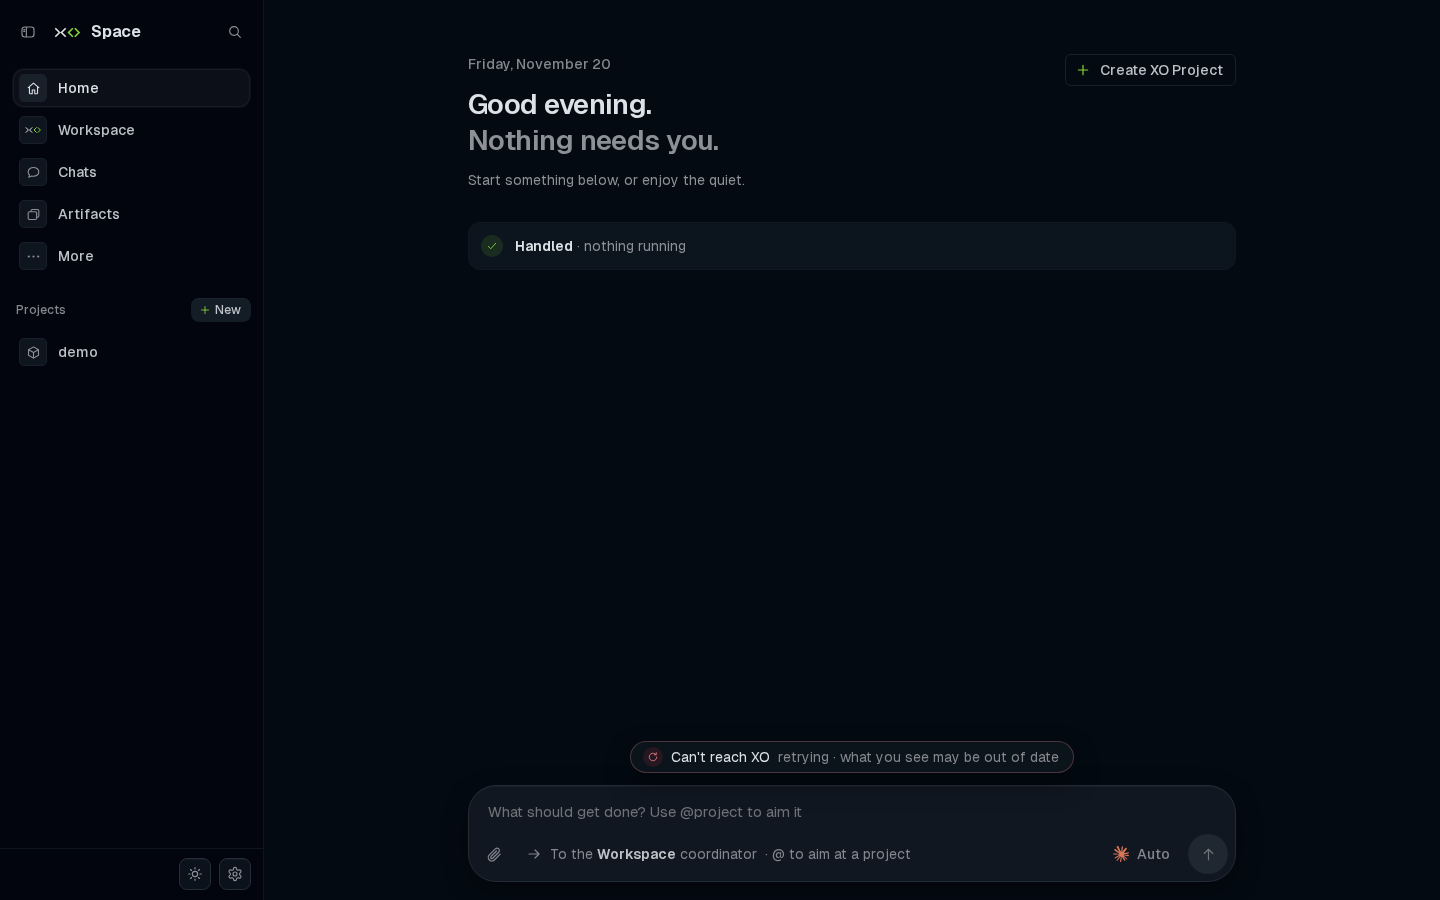 Space
Home
Workspace
Chats
Artifacts
More
Projects
+ New
demo
Friday, November 20
+ Create XO Project
Good evening.
Nothing needs you.
Start something below, or enjoy the quiet.
Handled · nothing running
Can't reach XO retrying · what you see may be out of date
What should get done? Use @project to aim it
→ To the Workspace coordinator · @ to aim at a project
Auto